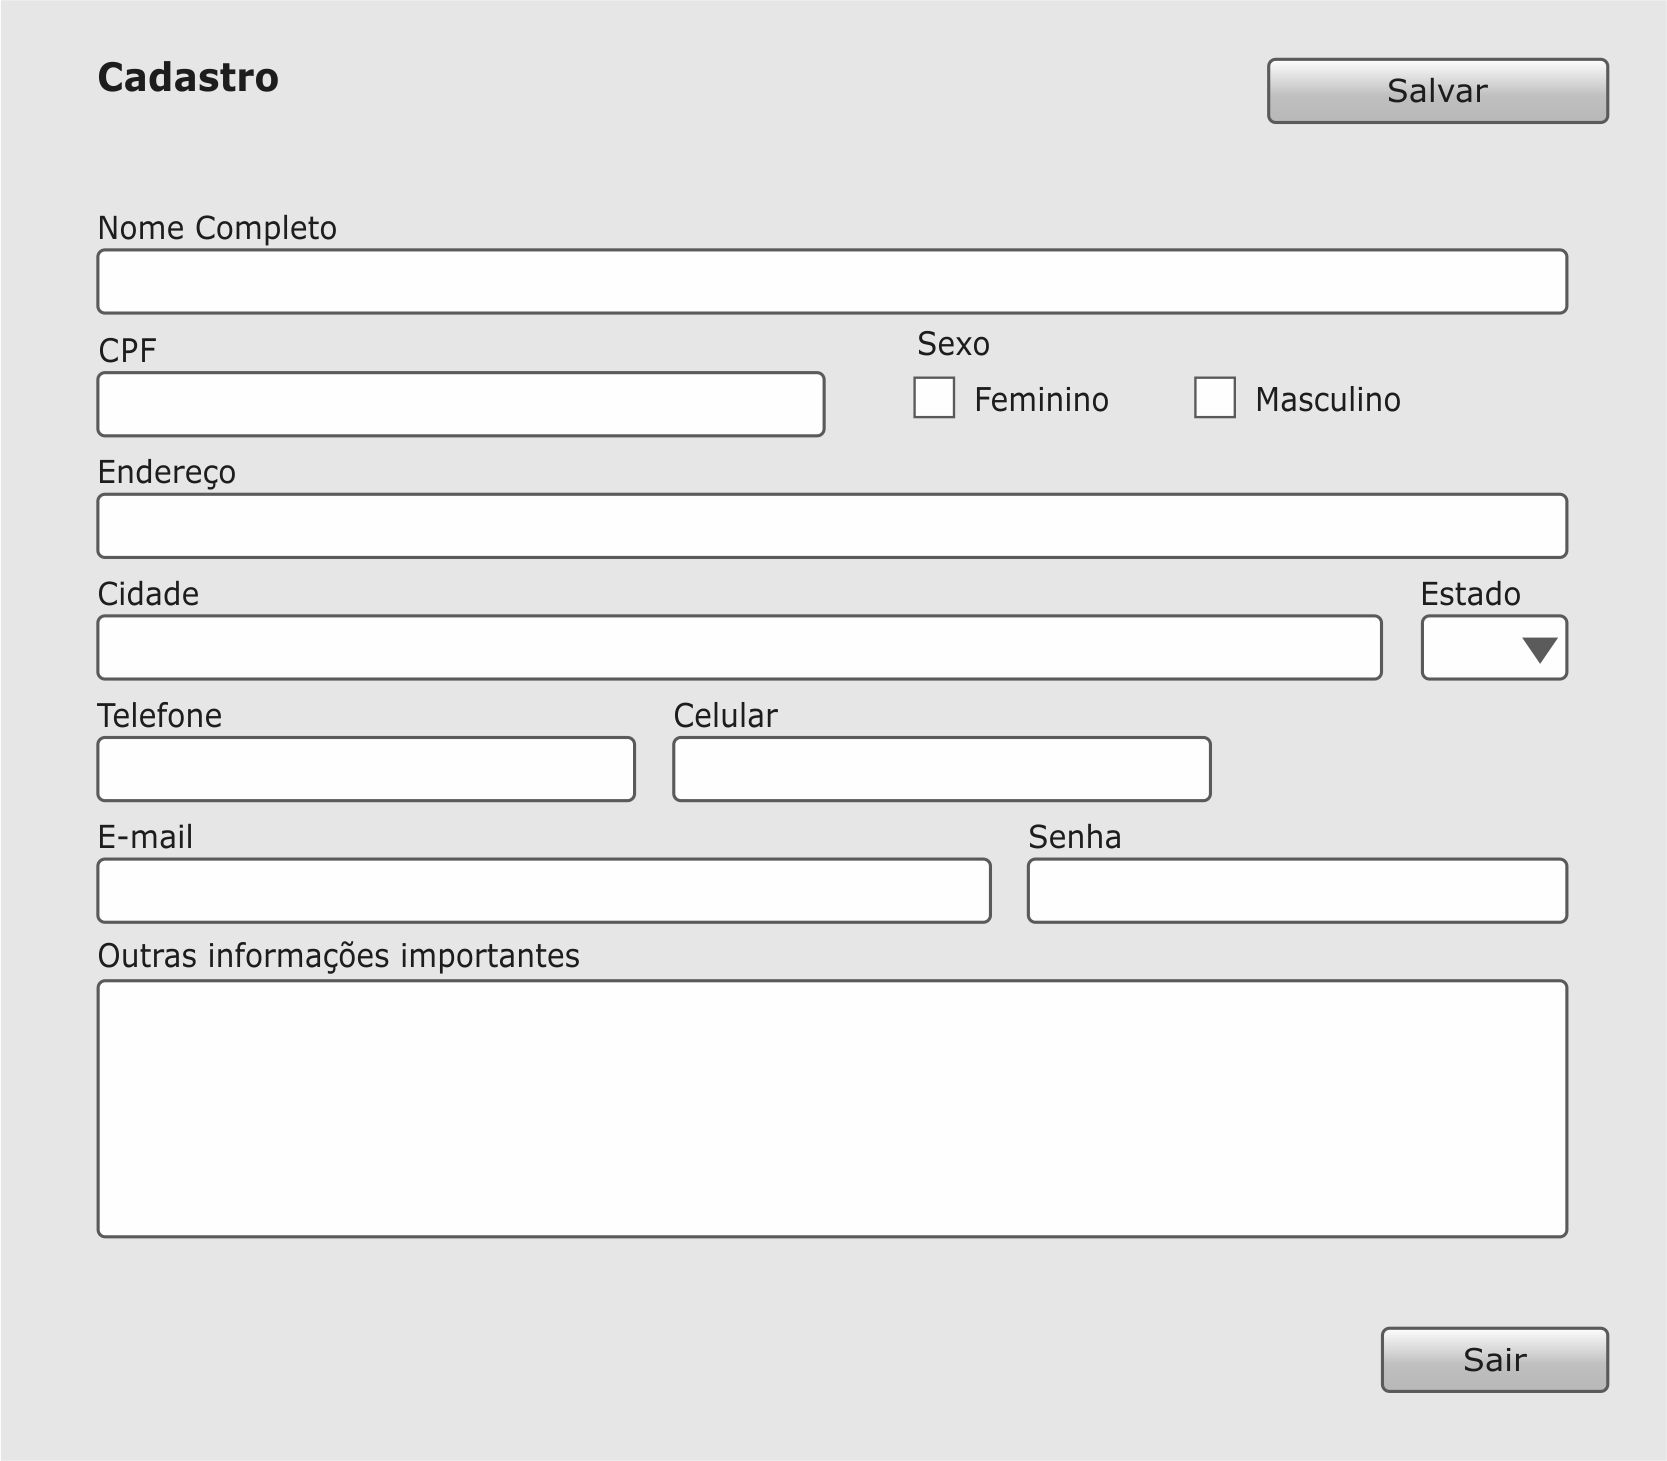 Cadastro
Salvar
Nome Completo
CPF
Sexo
Feminino
Masculino
Endereço
Cidade
Estado
Telefone
Celular
E-mail
Senha
Outras informações importantes
Sair